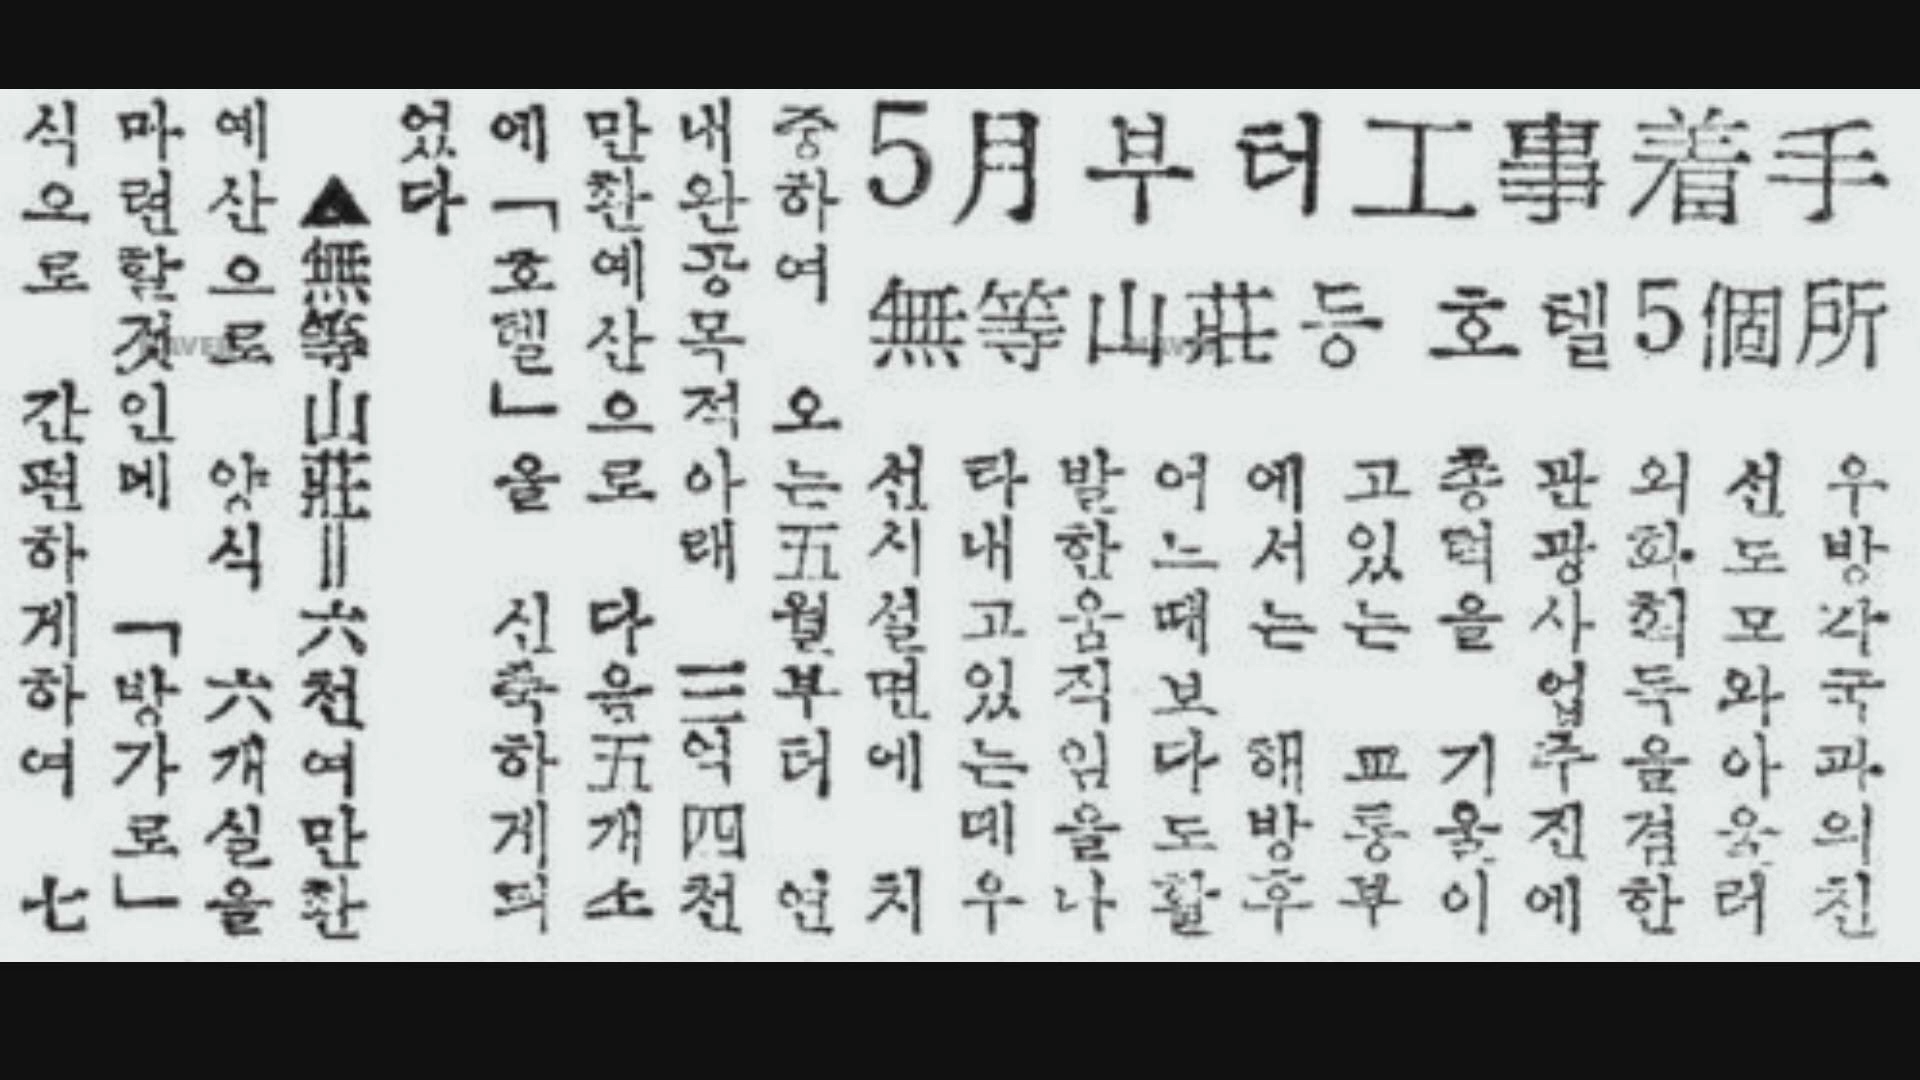 5月부터工事着手
無等山莊등 호텔5個所
우방각국과의친
선도모와아울러
외화획득을겸한
관광사업주진에
총력을 기울이
고있는 교통부
에서는 해방후
어느때보다도활
발한움직임을나
타내고있는데우
선시설면에 치
중하여 오는五월부터 연
내완공목적아태 三억四천
만환예산으로 다음五개소
에「호텔」을 신축하게되
었다
▲無等山莊=六천여만환
예산으로 양식 六개실을
마련할것인데 「방가로」
식으로 간편하게하여 七